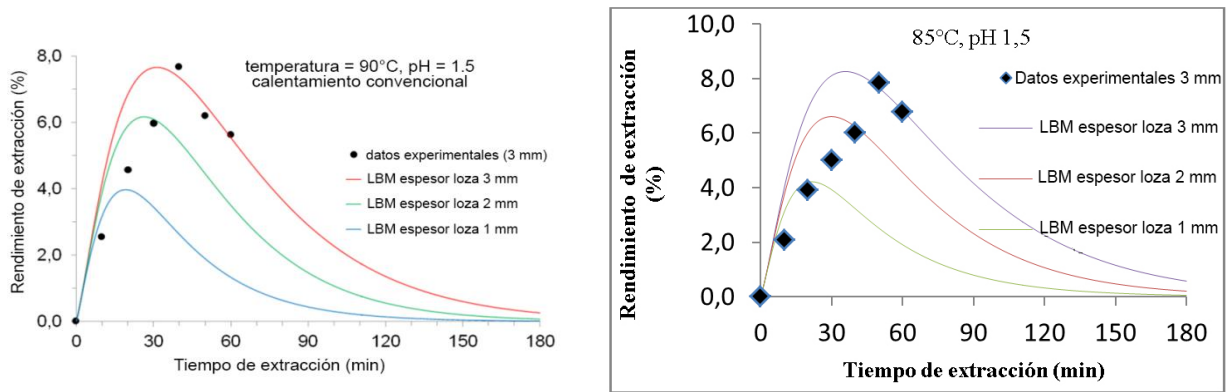 8,0
6,0
4,0
2,0
0,0
Rendimiento de extracción (%)
temperatura = 90°C, pH = 1.5
calentamiento convencional
datos experimentales (3 mm)
LBM espesor loza 3 mm
LBM espesor loza 2 mm
LBM espesor loza 1 mm
0 30 60 90 120 150 180
Tiempo de extracción (min)
10,0
8,0
6,0
4,0
2,0
0,0
Rendimiento de eextracción
(%)
85°C, pH 1,5
Datos experimentales 3 mm
LBM espesor loza 3 mm
LBM espesor loza 2 mm
LBM espesor loza 1 mm
0 30 60 90 120 150 180
Tiempo de extracción (min)